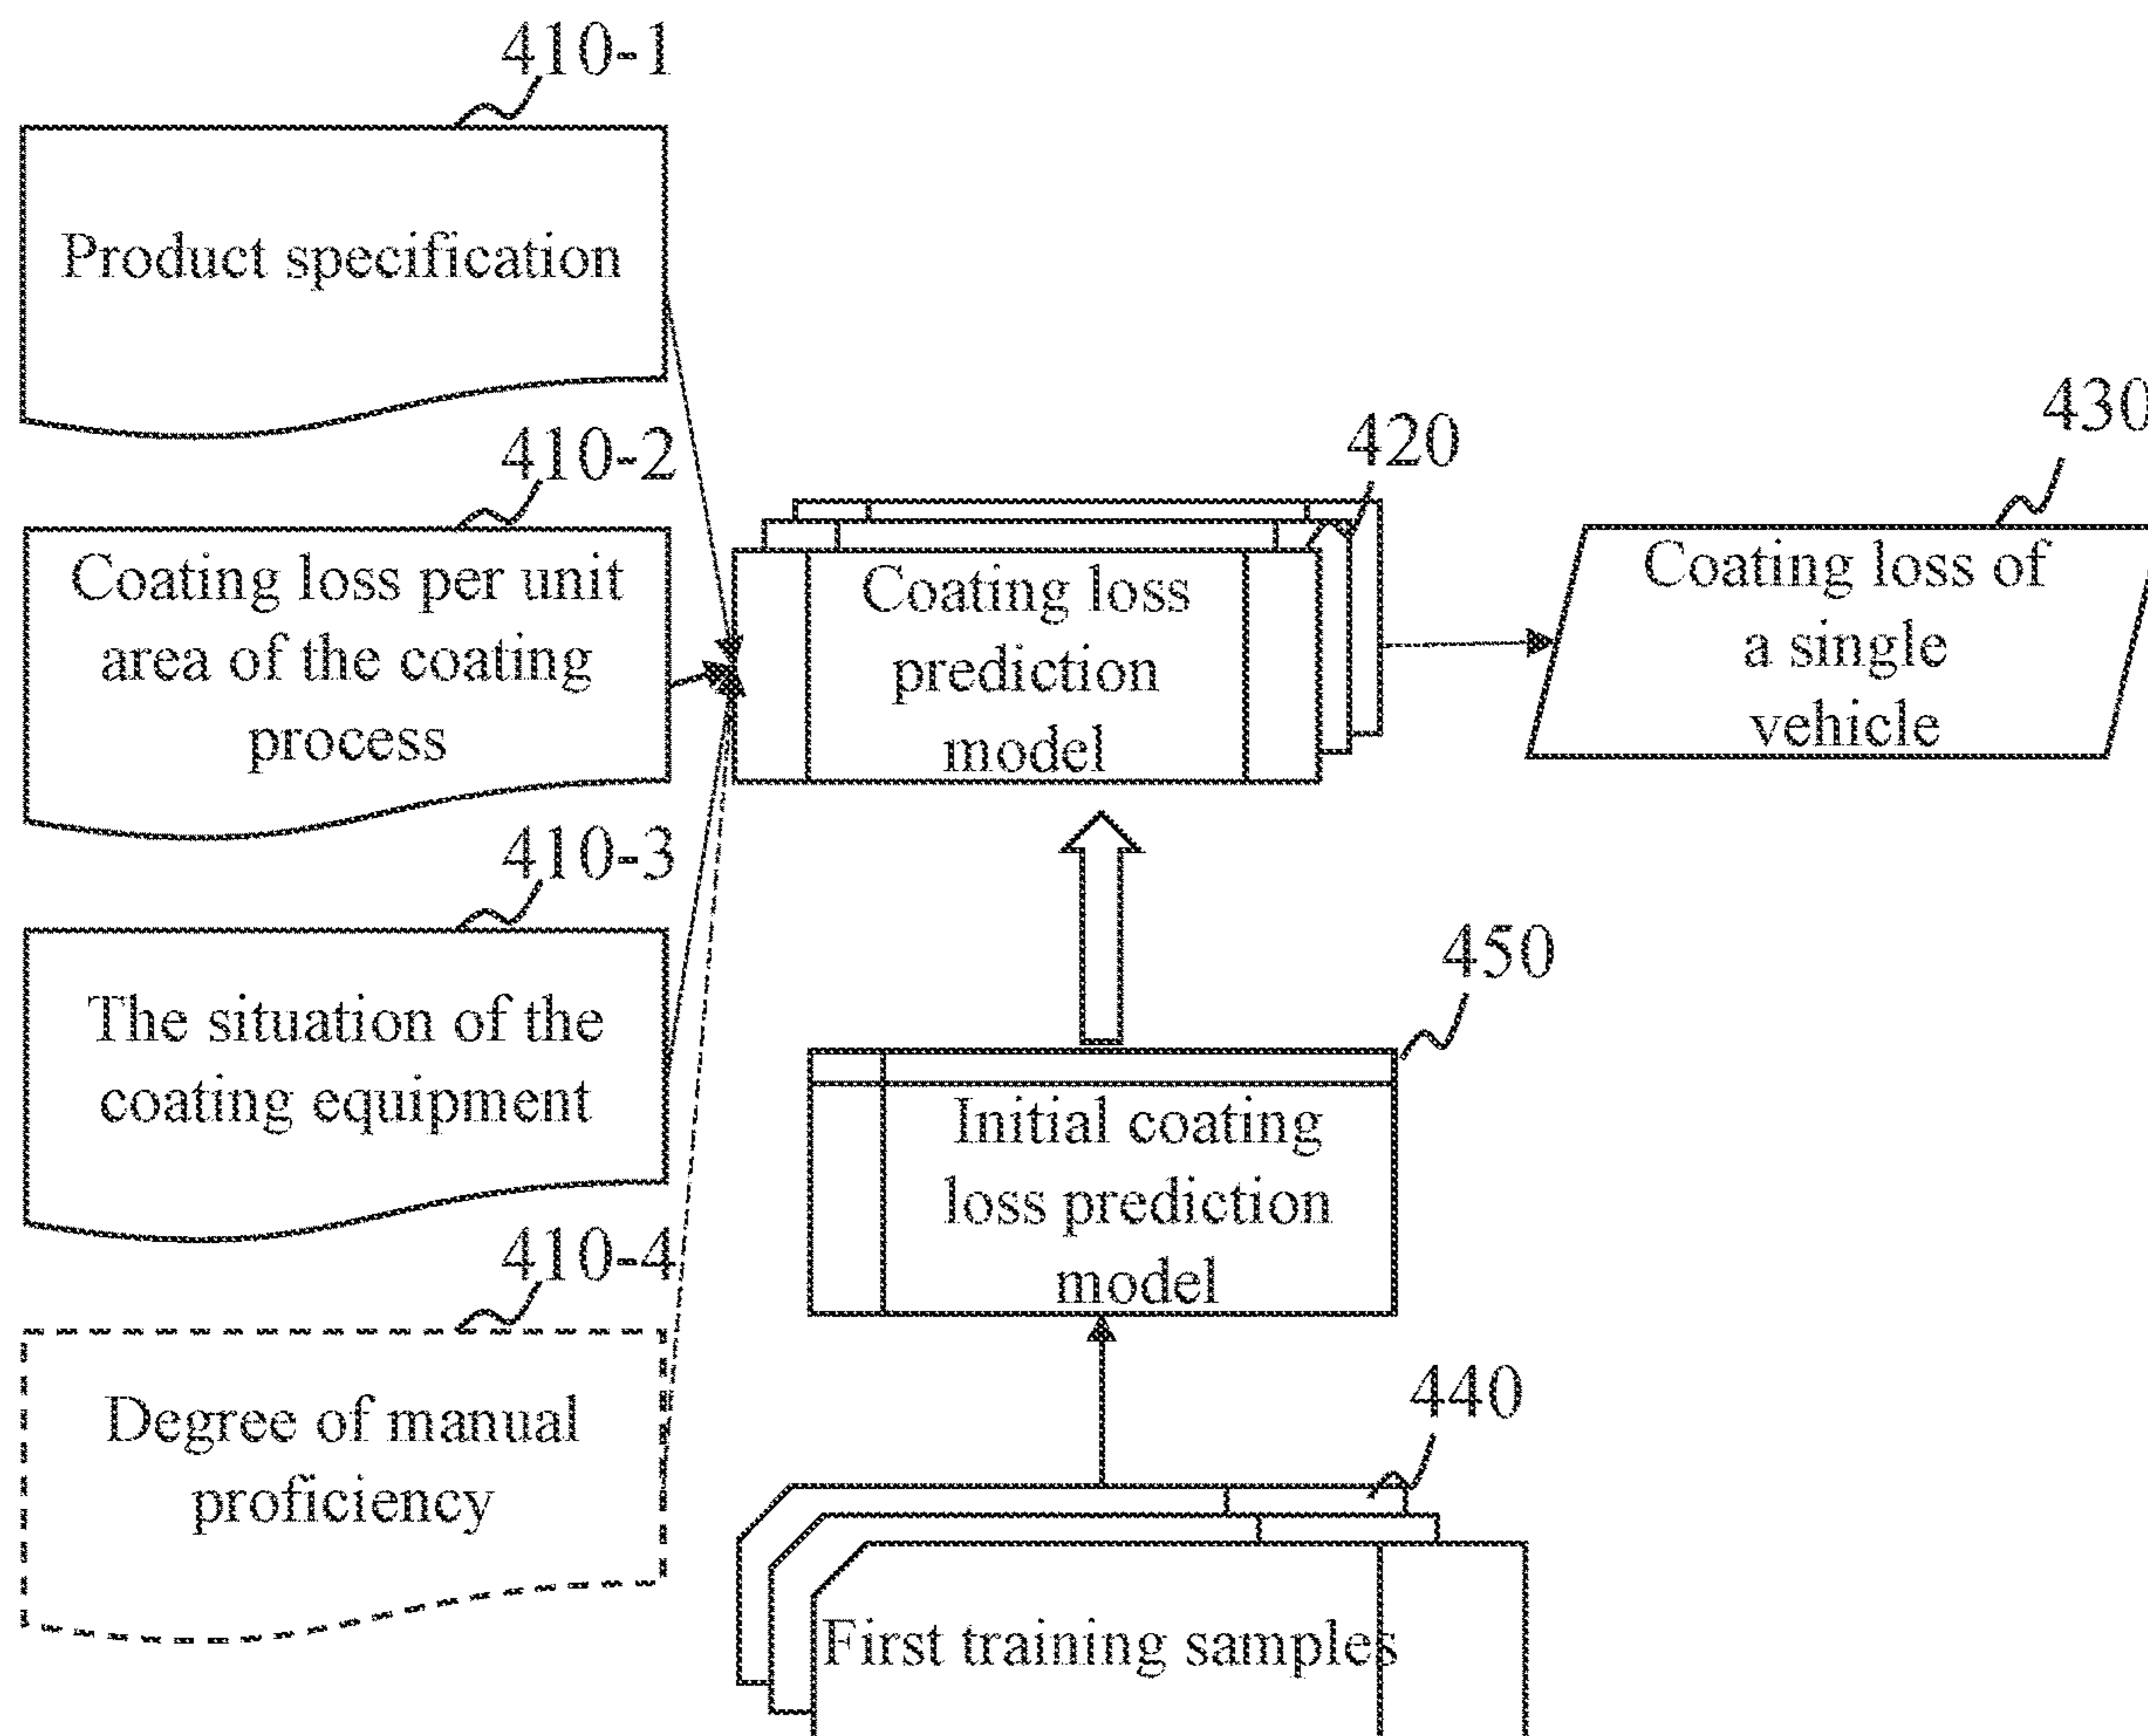 410-1
Product specification
410-2
Coating loss per unit
area of the coating
process
410-3
The situation of the
coating equipment
410-4
Degree of manual
proficiency
420
Coating loss
prediction
model
430
Coating loss of
a single
vehicle
450
Initial coating
loss prediction
model
440
First training samples